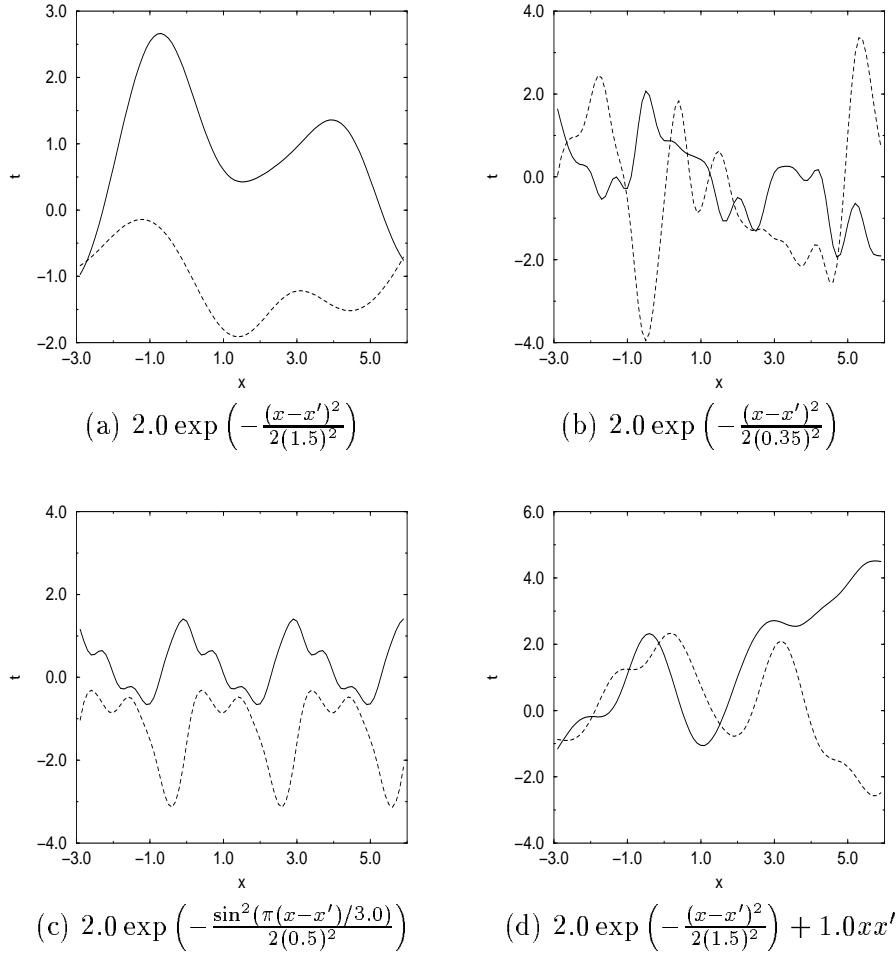 3.0
2.0
1.0
0.0
−1.0
−2.0
t
−3.0 −1.0 1.0 3.0 5.0
x
(a) 2.0 exp (−(x−x′)²/2(1.5)²)
4.0
2.0
0.0
−2.0
−4.0
t
−3.0 −1.0 1.0 3.0 5.0
x
(b) 2.0 exp (−(x−x′)²/2(0.35)²)
4.0
2.0
0.0
−2.0
−4.0
t
−3.0 −1.0 1.0 3.0 5.0
x
(c) 2.0 exp (−sin²(π(x−x′)/3.0)/2(0.5)²)
6.0
4.0
2.0
0.0
−2.0
−4.0
t
−3.0 −1.0 1.0 3.0 5.0
x
(d) 2.0 exp (−(x−x′)²/2(1.5)²) + 1.0xx′